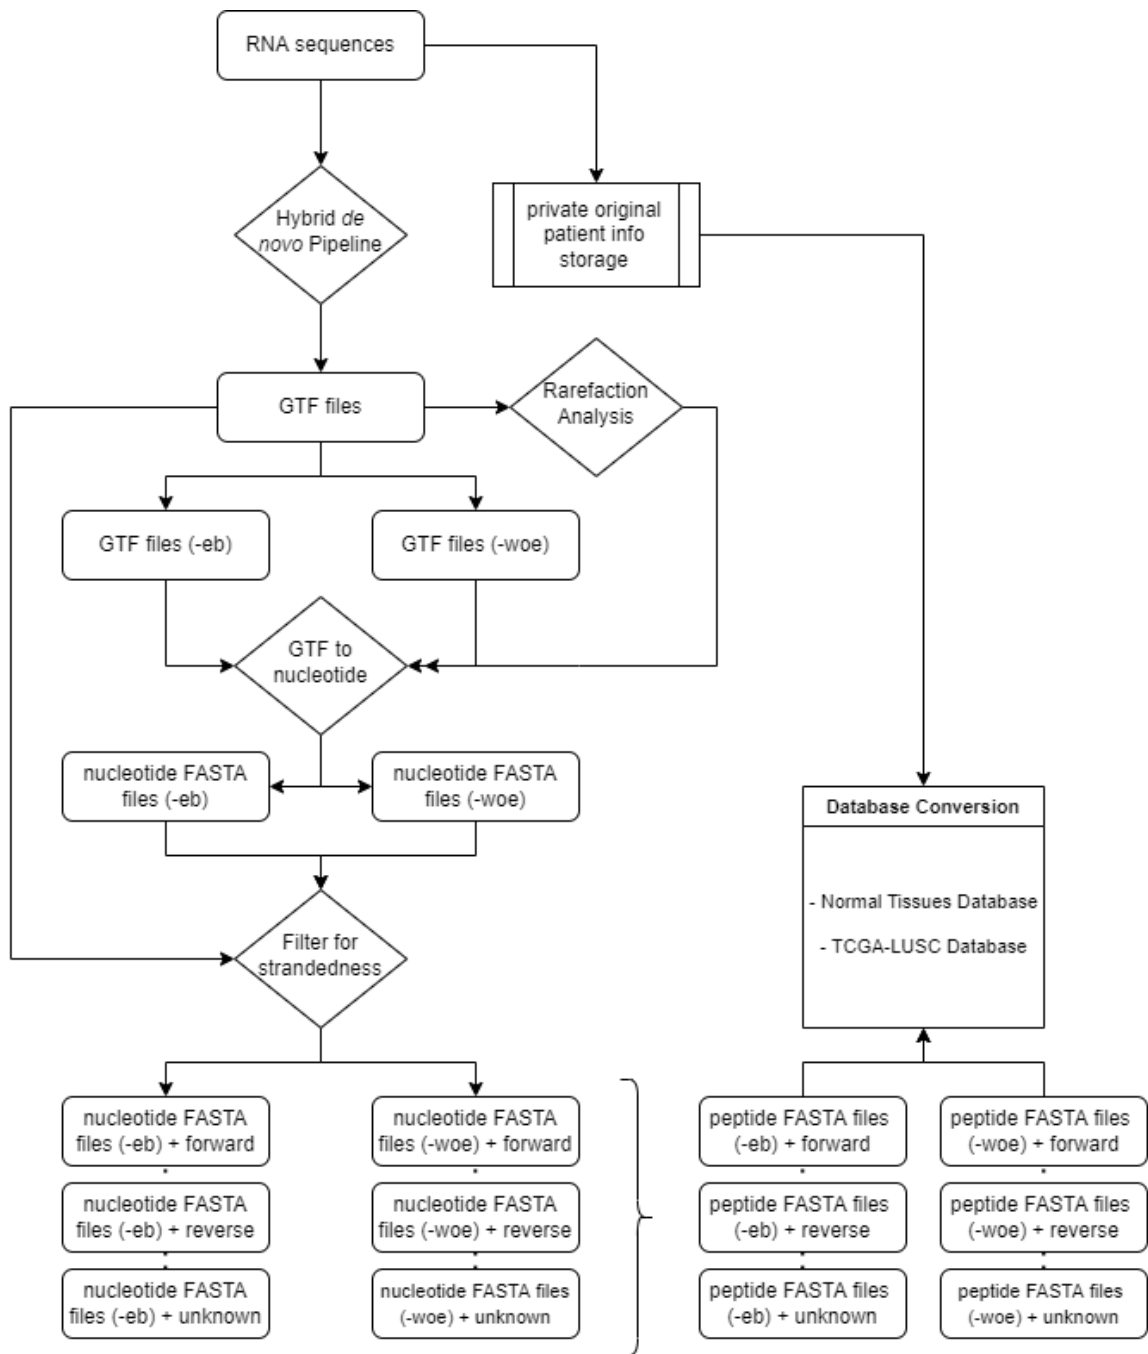 RNA sequences
Hybrid de
novo Pipeline
private original
patient info
storage
GTF files
Rarefaction
Analysis
GTF files (-eb)
GTF files (-woe)
GTF to
nucleotide
nucleotide FASTA
files (-eb)
nucleotide FASTA
files (-woe)
Database Conversion
- Normal Tissues Database
- TCGA-LUSC Database
Filter for
strandedness
nucleotide FASTA
files (-eb) + forward
nucleotide FASTA
files (-woe) + forward
peptide FASTA files
(-eb) + forward
peptide FASTA files
(-woe) + forward
nucleotide FASTA
files (-eb) + reverse
nucleotide FASTA
files (-woe) + reverse
peptide FASTA files
(-eb) + reverse
peptide FASTA files
(-woe) + reverse
nucleotide FASTA
files (-eb) + unknown
nucleotide FASTA files
(-woe) + unknown
peptide FASTA files
(-eb) + unknown
peptide FASTA files
(-woe) + unknown